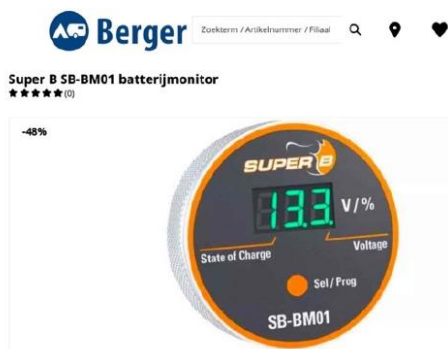 Berger
Zoekterm / Artikelnummer / Filiaal
Super B SB-BM01 batterijmonitor
(0)
-48%
SUPER B
13.3.
V/%
State of Charge
Voltage
Sel/Prog
SB-BM01